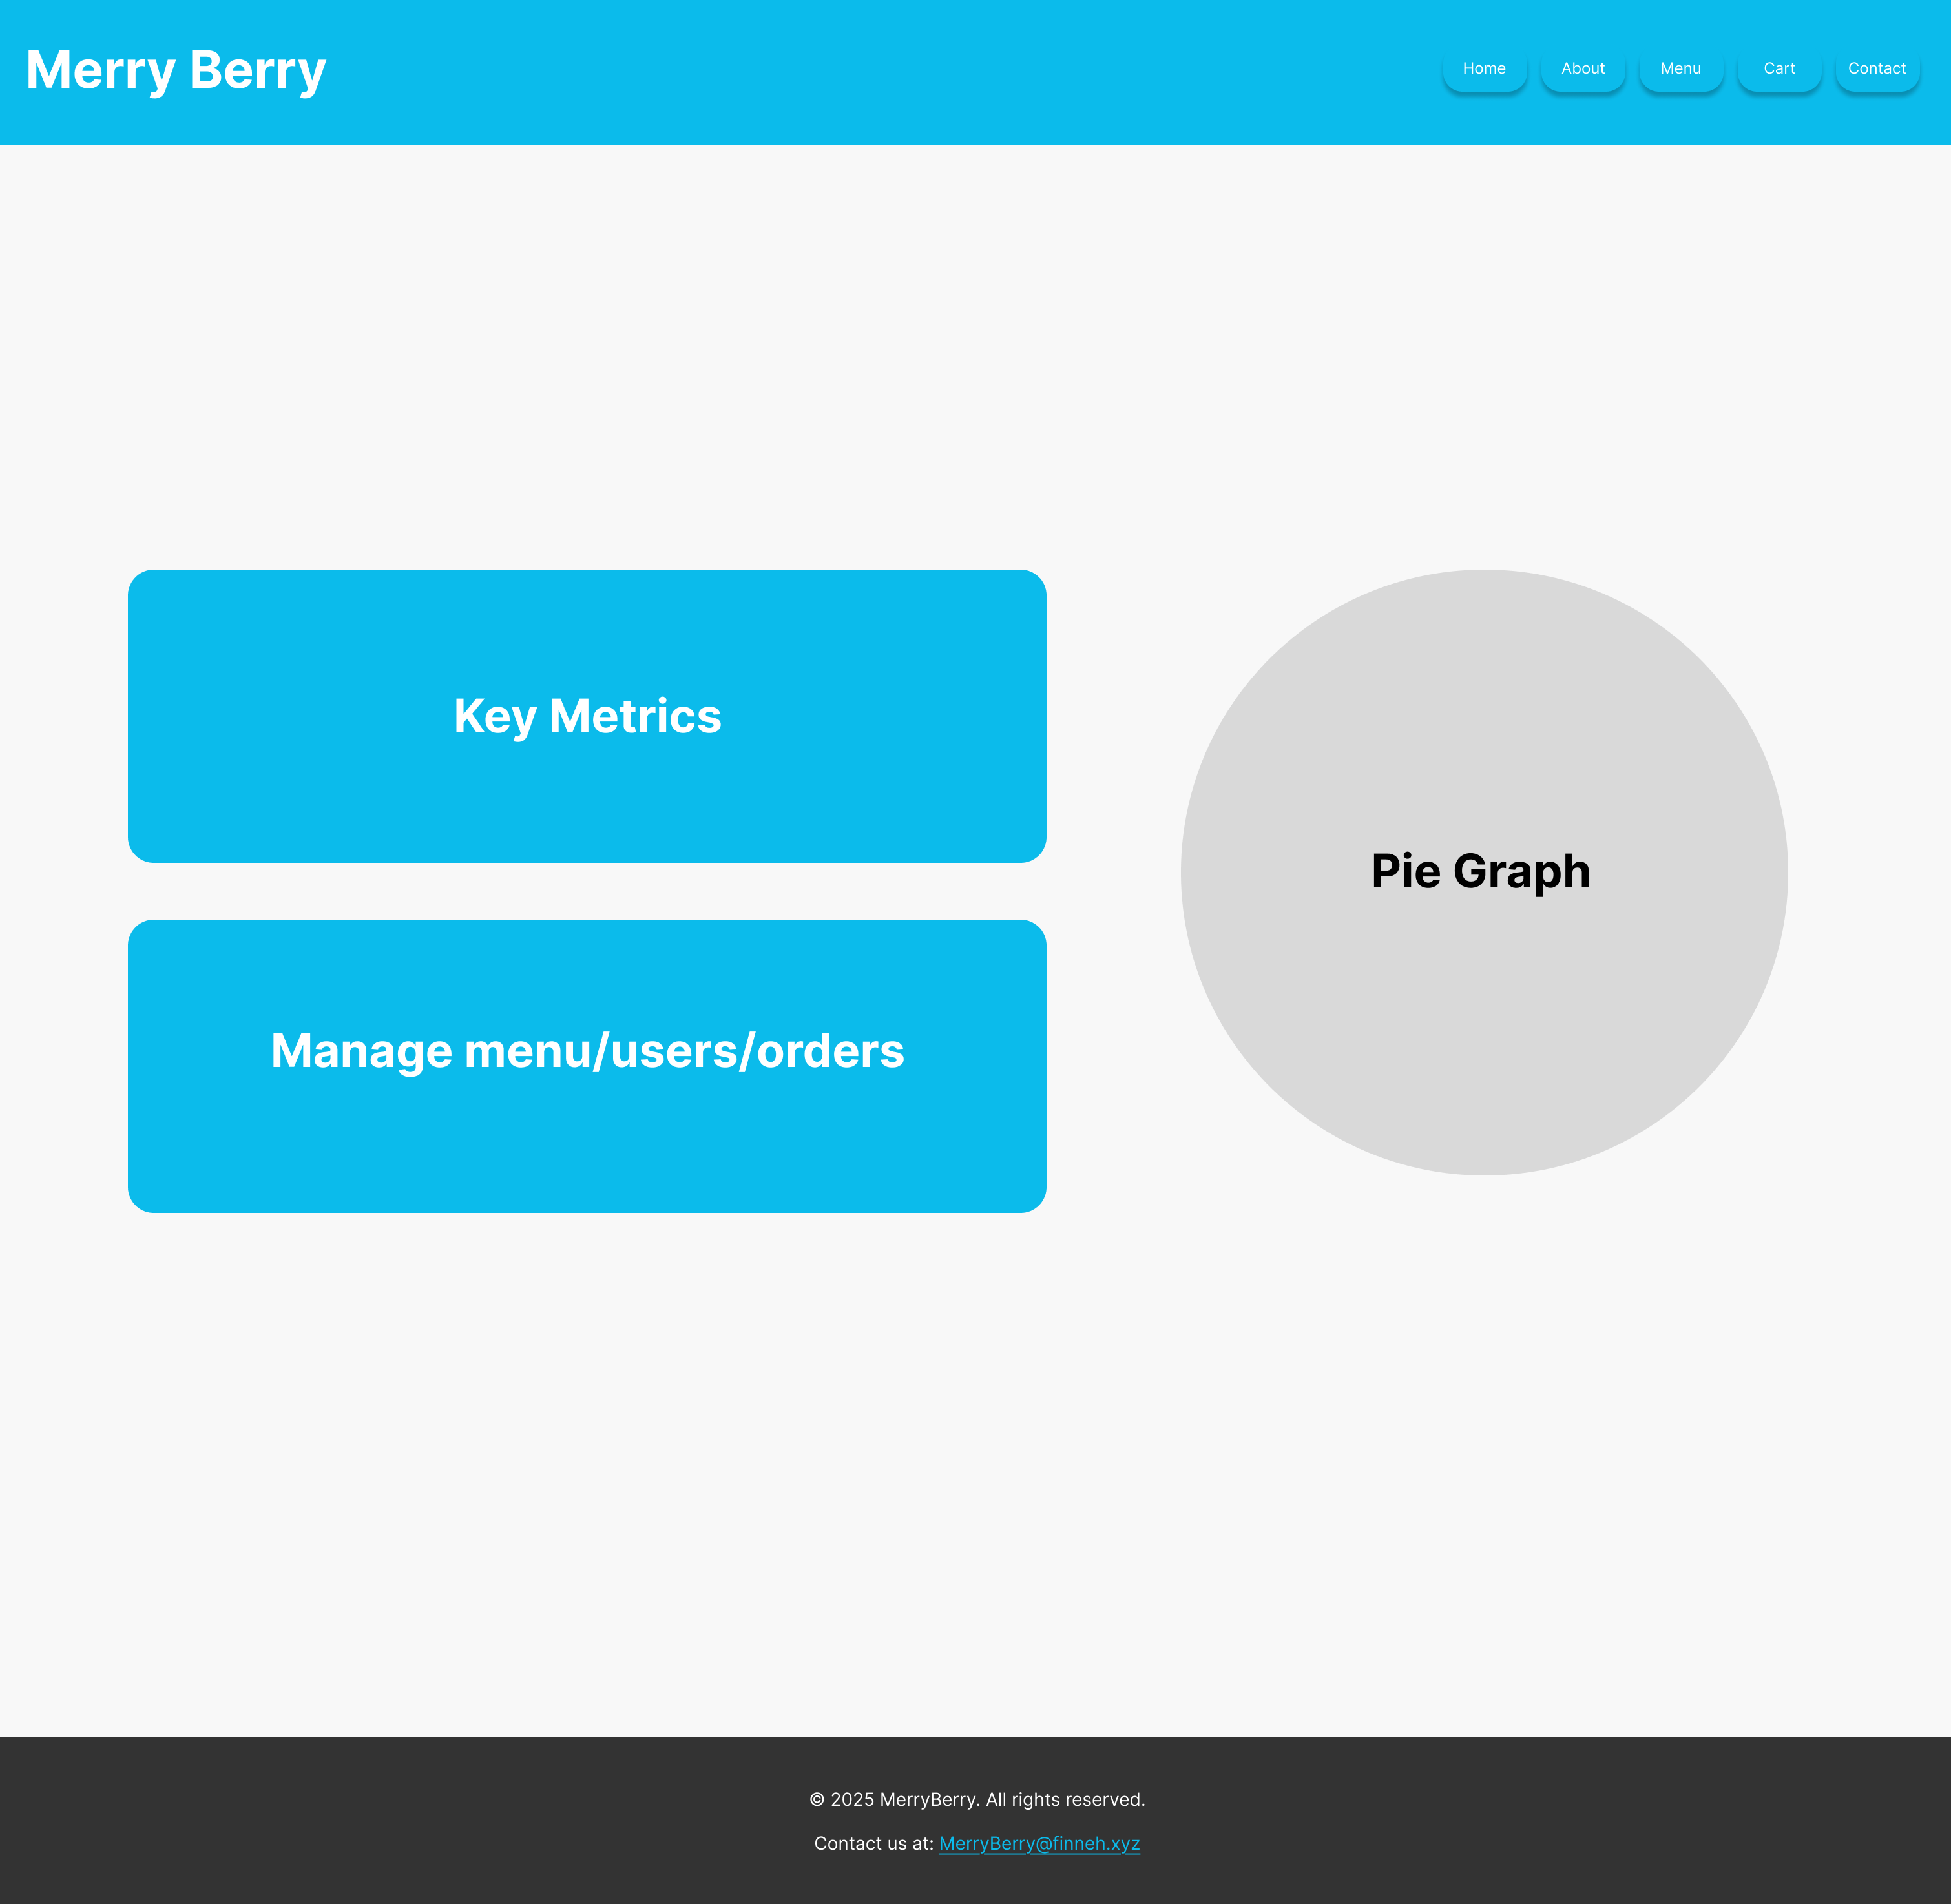 Merry Berry
Home
About
Menu
Cart
Contact
Key Metrics
Pie Graph
Manage menu/users/orders
© 2025 MerryBerry. All rights reserved.
Contact us at: MerryBerry@finneh.xyz